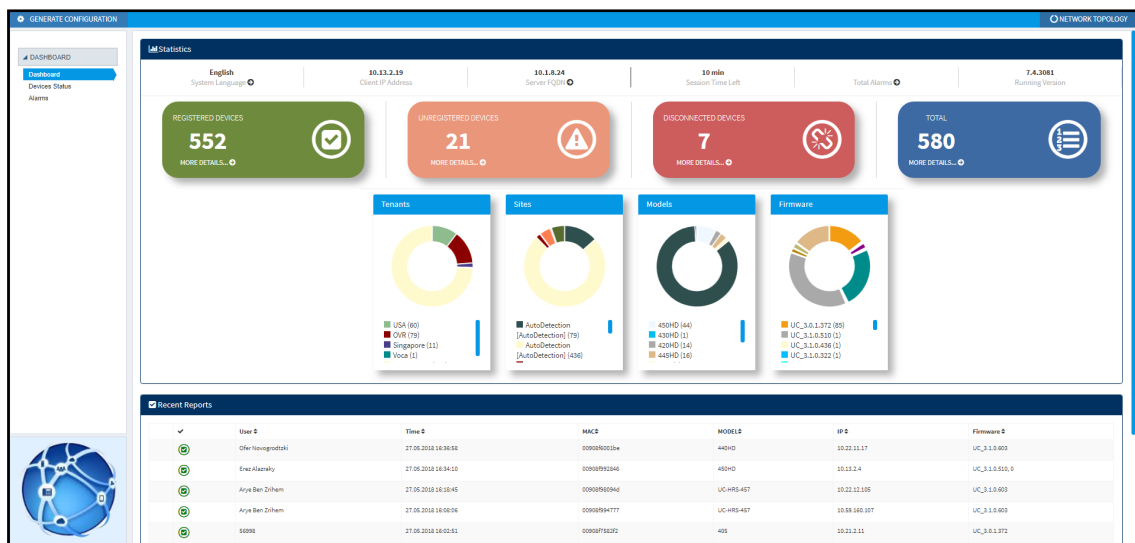 GENERATE CONFIGURATION
NETWORK TOPOLOGY
DASHBOARD
Dashboard
Devices Status
Alarms
Statistics
English
System Language
10.13.2.19
Client IP Address
10.1.8.24
Server FQDN
10 min
Session Time Left
Total Alarms
7.4.3081
Running Version
REGISTERED DEVICES
552
MORE DETAILS...
UNREGISTERED DEVICES
21
MORE DETAILS...
DISCONNECTED DEVICES
7
MORE DETAILS...
TOTAL
580
MORE DETAILS...
1
2
3
Tenants
USA (60)
OVR (79)
Singapore (11)
Voca (1)
Sites
AutoDetection
[AutoDetection] (79)
AutoDetection
[AutoDetection] (436)
Models
450HD (44)
430HD (1)
420HD (14)
445HD (16)
Firmware
UC_3.0.1.372 (85)
UC_3.1.0.510 (1)
UC_3.1.0.436 (1)
UC_3.1.0.322 (1)
Recent Reports
User Time MAC MODEL IP Firmware
Ofer Novogrodtzki 27.05.2018 16:36:58 00908f6001be 440HD 10.22.11.17 UC_3.1.0.603
Erez Alazraky 27.05.2018 16:34:10 00908f992846 450HD 10.13.2.4 UC_3.1.0.510, 0
Arye Ben Zrihem 27.05.2018 16:18:45 00908f98094d UC-HRS-457 10.22.12.105 UC_3.1.0.603
Arye Ben Zrihem 27.05.2018 16:08:06 00908f994777 UC-HRS-457 10.59.160.107 UC_3.1.0.603
56998 27.05.2018 16:02:51 00908f7582f2 405 10.21.2.11 UC_3.0.1.372